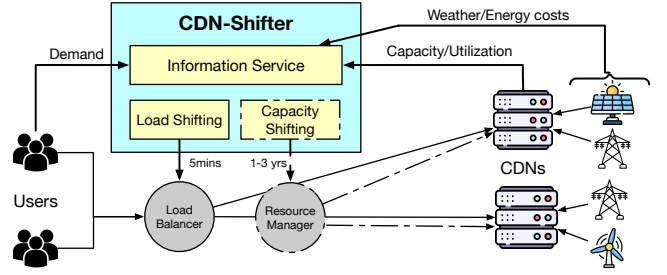 Weather/Energy costs
CDN-Shifter
Demand
Capacity/Utilization
Information Service
Load Shifting
Capacity
Shifting
5mins
1-3 yrs
CDNs
Users
Load
Balancer
Resource
Manager